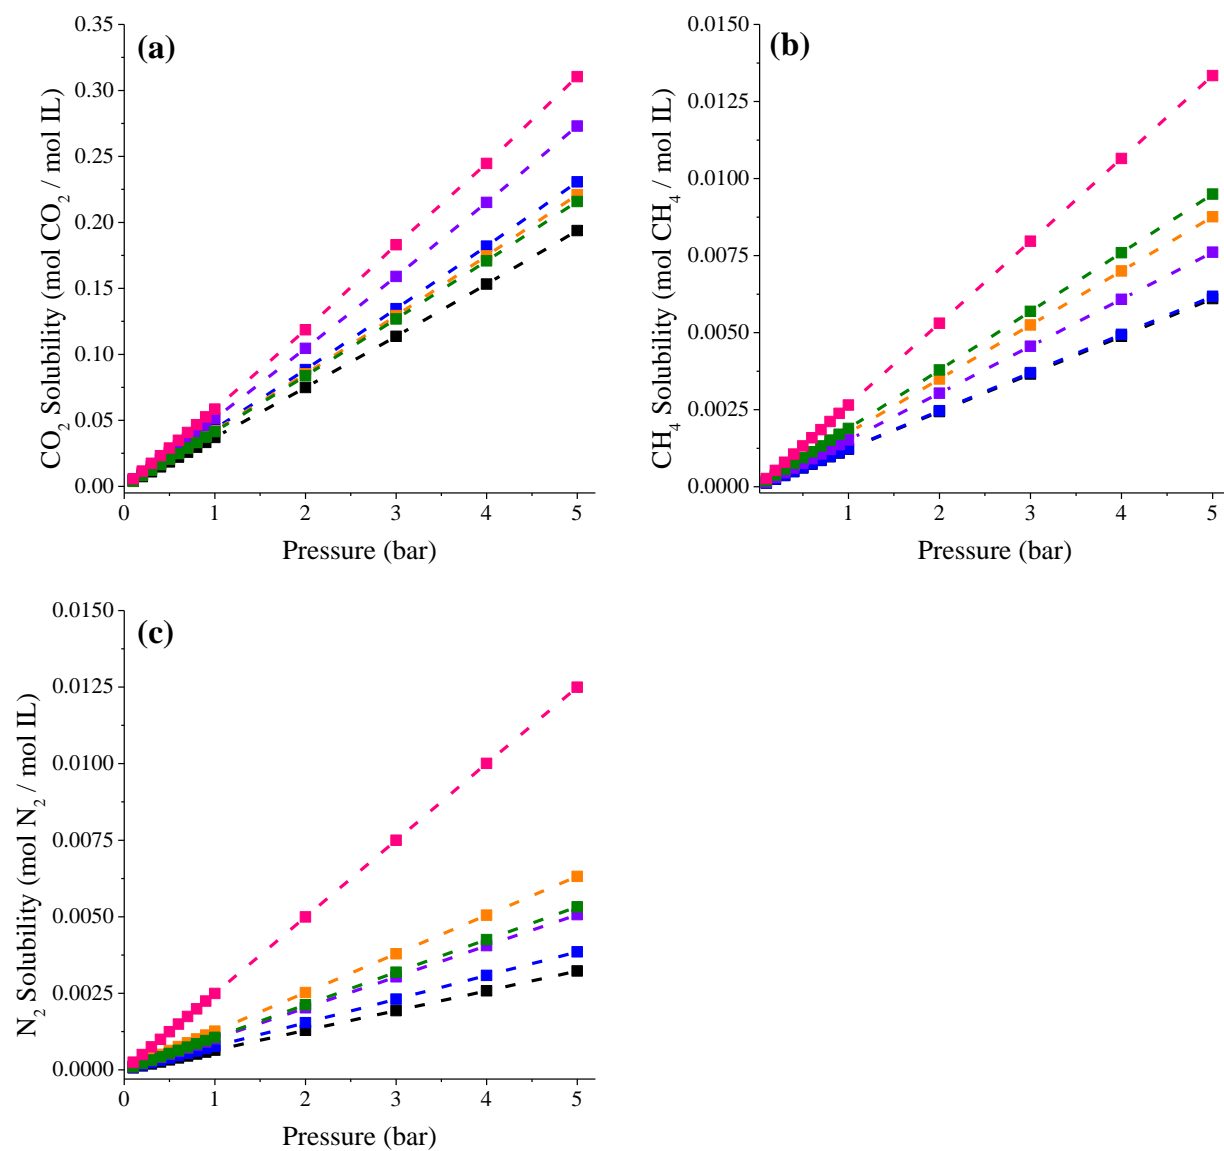 (a)
CO2 Solubility (mol CO2 / mol IL)
0.35
0.30
0.25
0.20
0.15
0.10
0.05
0.00
0 1 2 3 4 5
Pressure (bar)
(b)
CH4 Solubility (mol CH4 / mol IL)
0.0150
0.0125
0.0100
0.0075
0.0050
0.0025
0.0000
1 2 3 4 5
Pressure (bar)
(c)
N2 Solubility (mol N2 / mol IL)
0.0150
0.0125
0.0100
0.0075
0.0050
0.0025
0.0000
0 1 2 3 4 5
Pressure (bar)